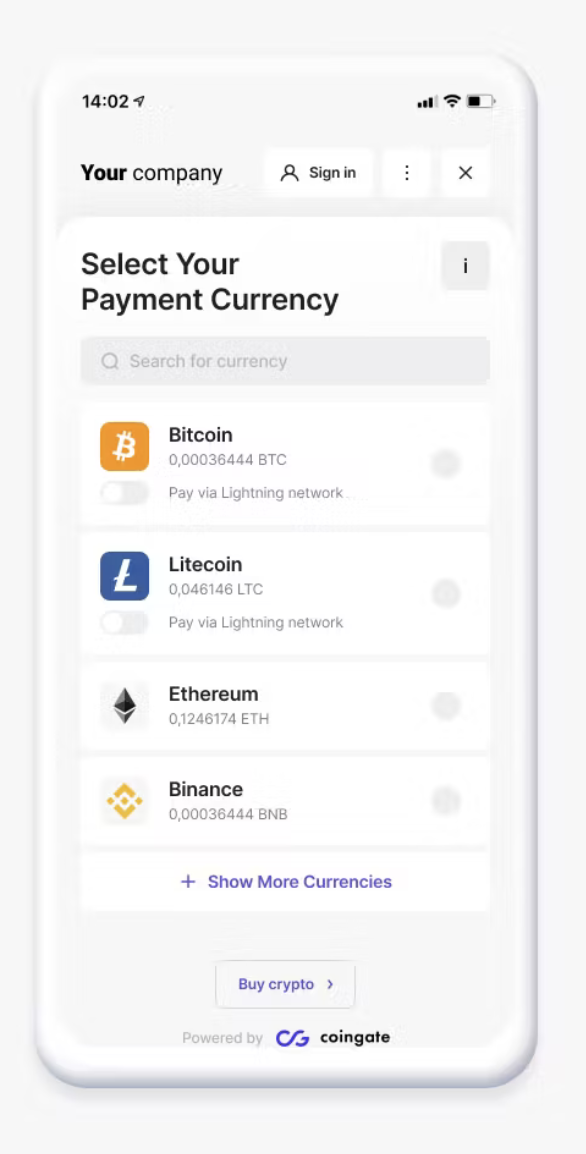 14:02
Your company
Sign in
Select Your
i
Payment Currency
Search for currency
Bitcoin
0,00036444 BTC
Pay via Lightning network
Litecoin
0,046146 LTC
Pay via Lightning network
Ethereum
0,1246174 ETH
Binance
0,00036444 BNB
+ Show More Currencies
Buy crypto >
Powered by coingate